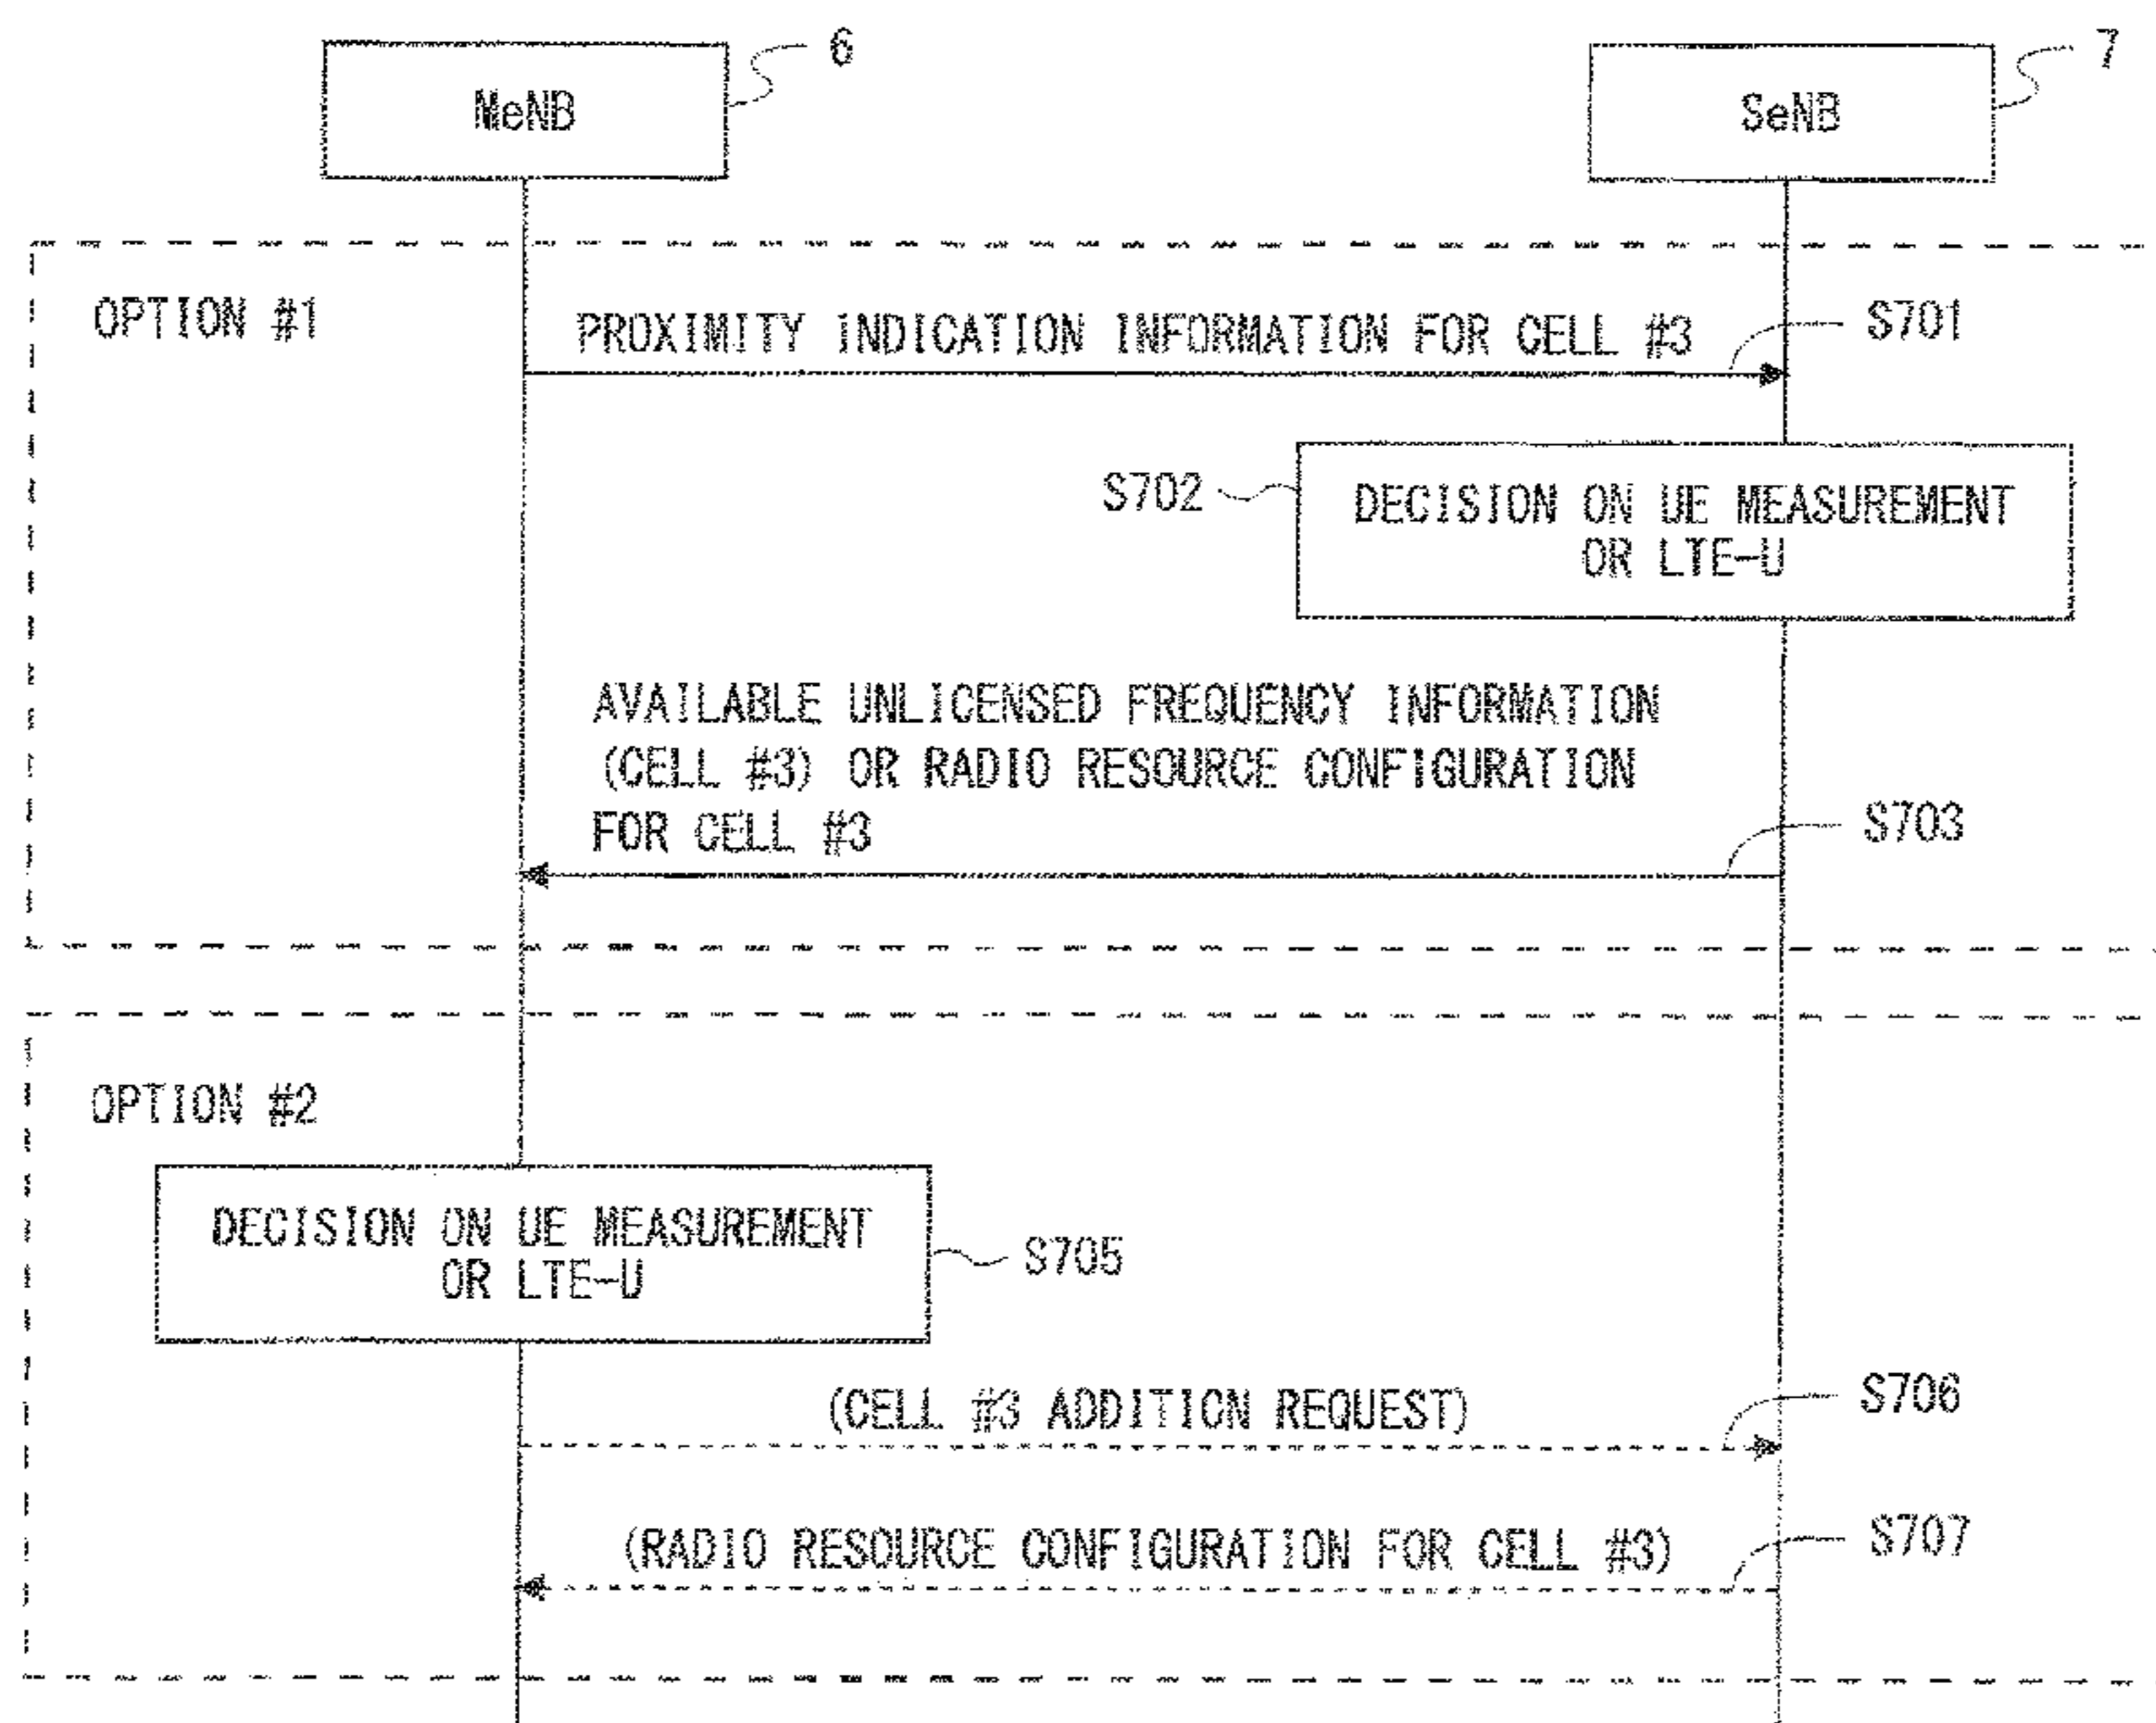 MeNB
6
SeNB
7
OPTION #1
PROXIMITY INDICATION INFORMATION FOR CELL #3
S701
S702
DECISION ON UE MEASUREMENT
OR LTE-U
AVAILABLE UNLICENSED FREQUENCY INFORMATION
(CELL #3) OR RADIO RESOURCE CONFIGURATION
FOR CELL #3
S703
OPTION #2
DECISION ON UE MEASUREMENT
OR LTE-U
S705
(CELL #3 ADDITION REQUEST)
S706
(RADIO RESOURCE CONFIGURATION FOR CELL #3)
S707